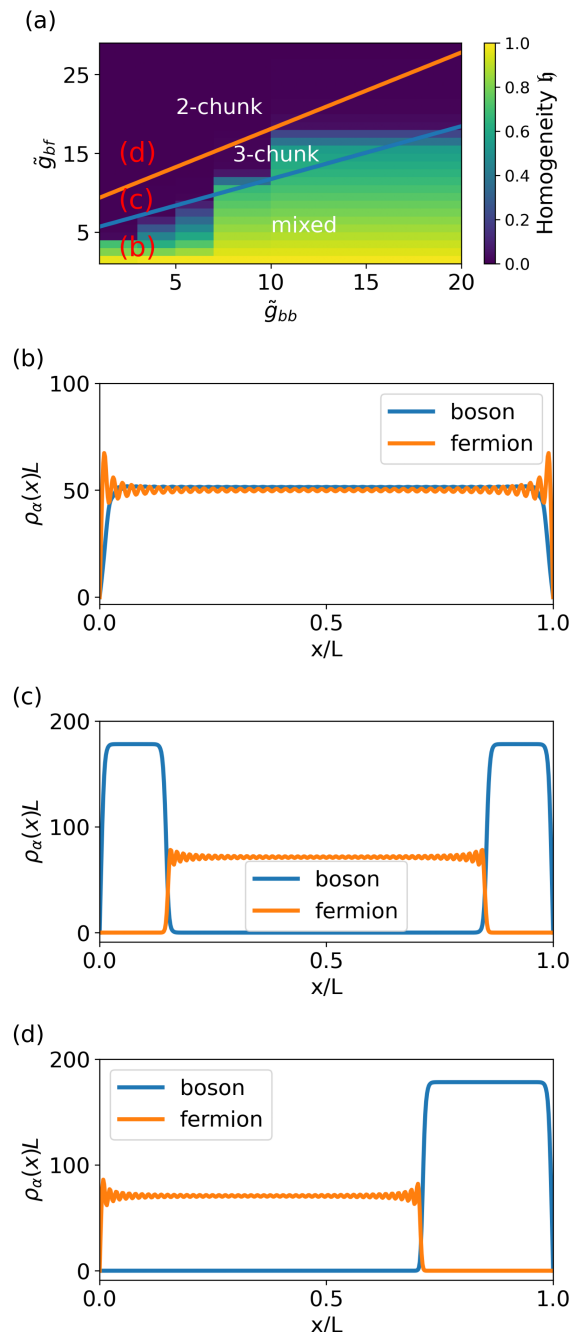 (a)
29
25
15
5
g̃bf
2-chunk
(d)
3-chunk
(c)
mixed
(b)
5
10
15
20
g̃bb
1.0
0.8
0.6
0.4
0.2
0.0
Homogeneity 𝔥
(b)
100
50
0
ρα(x)L
boson
fermion
0.0
0.5
1.0
x/L
(c)
200
100
0
ρα(x)L
boson
fermion
0.0
0.5
1.0
x/L
(d)
200
100
0
ρα(x)L
boson
fermion
0.0
0.5
1.0
x/L